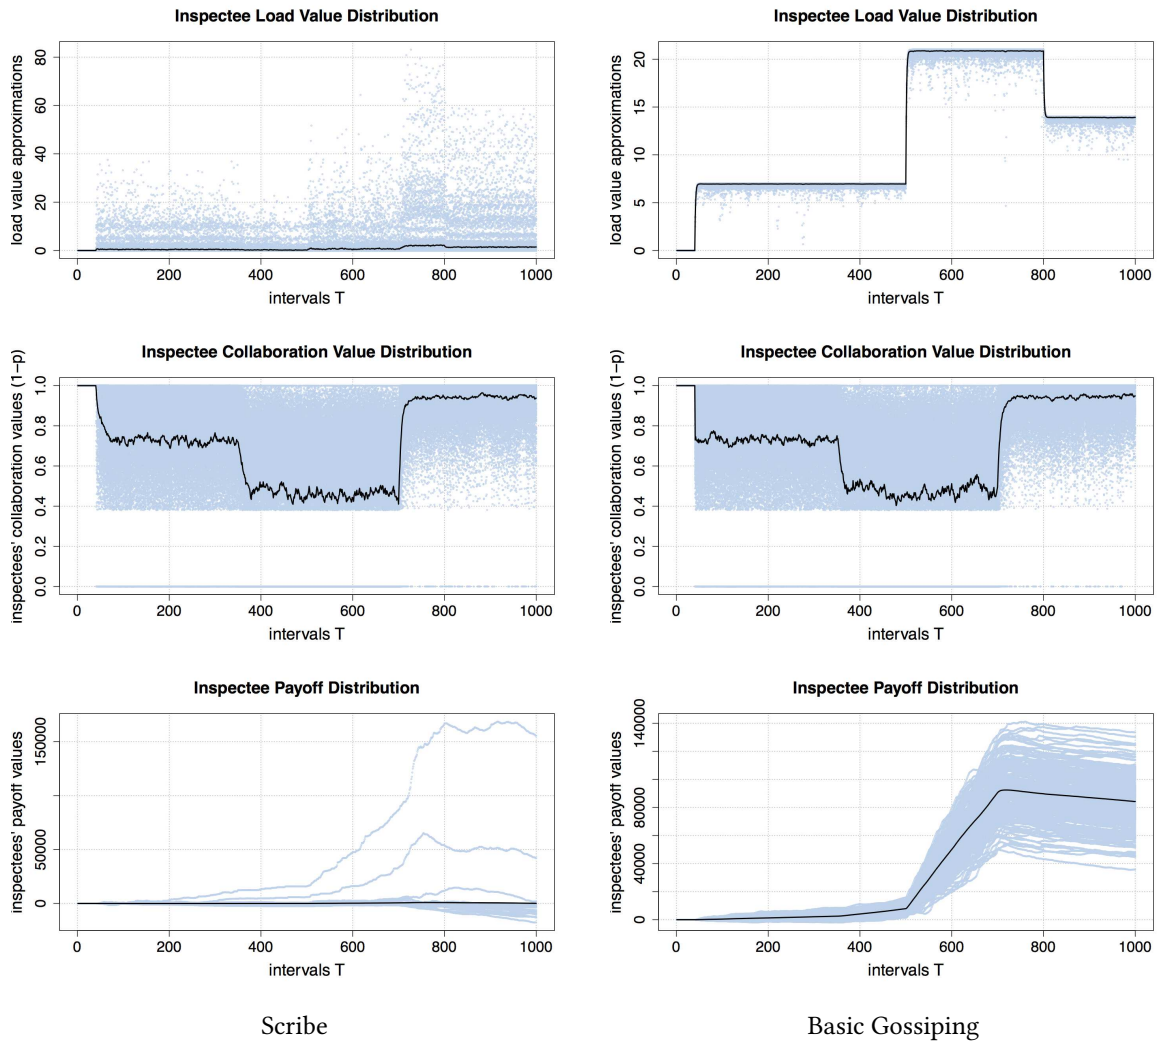 Inspectee Load Value Distribution
load value approximations
80
60
40
20
0
0 200 400 600 800 1000
intervals T
Inspectee Load Value Distribution
load value approximations
20
15
10
5
0
0 200 400 600 800 1000
intervals T
Inspectee Collaboration Value Distribution
inspectees' collaboration values (1−p)
1.0
0.8
0.6
0.4
0.2
0.0
0 200 400 600 800 1000
intervals T
Inspectee Collaboration Value Distribution
inspectees' collaboration values (1−p)
1.0
0.8
0.6
0.4
0.2
0.0
0 200 400 600 800 1000
intervals T
Inspectee Payoff Distribution
inspectees' payoff values
150000
50000
0
0 200 400 600 800 1000
intervals T
Inspectee Payoff Distribution
inspectees' payoff values
140000
80000
40000
0
0 200 400 600 800 1000
intervals T
Scribe
Basic Gossiping